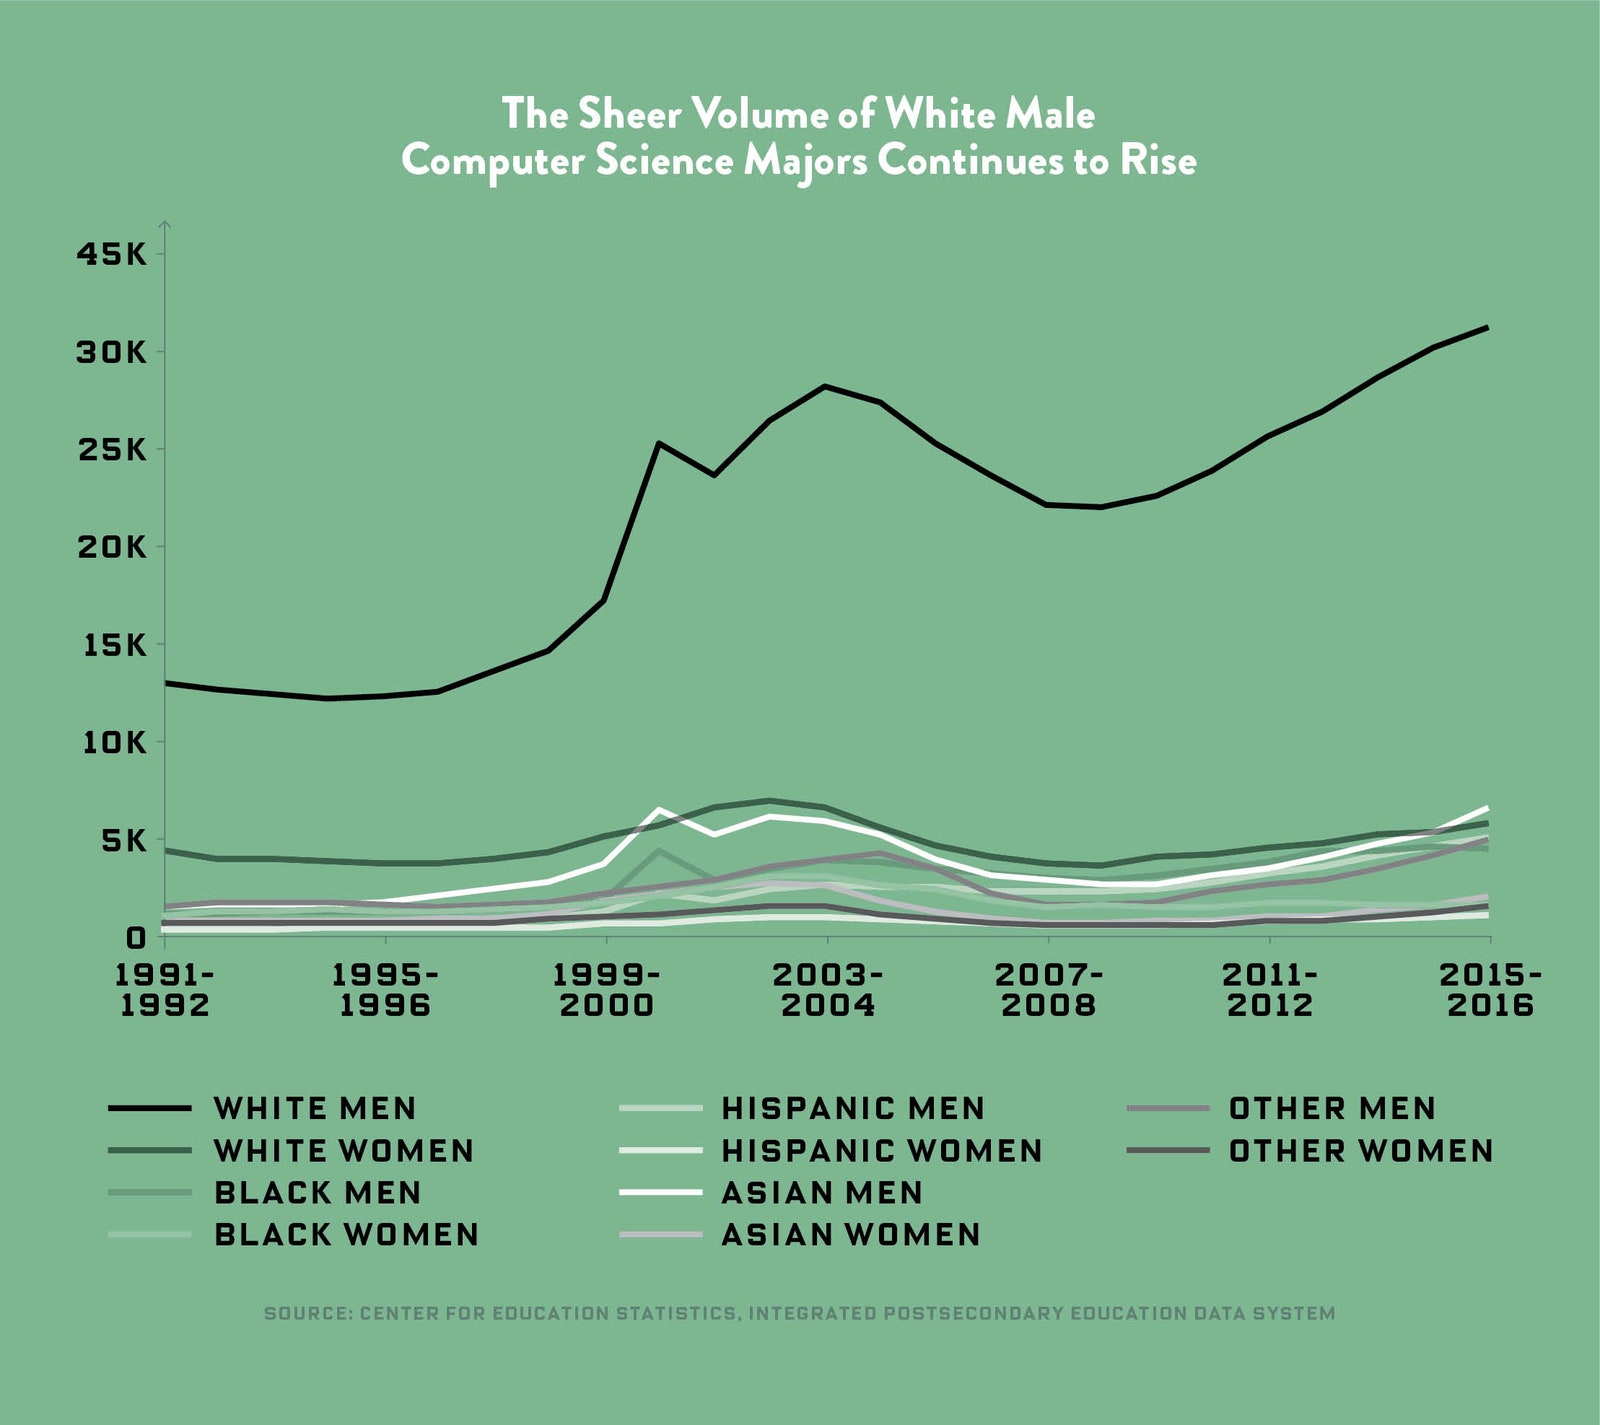 The Sheer Volume of White Male
Computer Science Majors Continues to Rise
45K
30K
25K
20K
15K
10K
5K
0
1991-
1992
1995-
1996
1999-
2000
2003-
2004
2007-
2008
2011-
2012
2015-
2016
WHITE MEN
WHITE WOMEN
BLACK MEN
BLACK WOMEN
HISPANIC MEN
HISPANIC WOMEN
ASIAN MEN
ASIAN WOMEN
OTHER MEN
OTHER WOMEN
SOURCE: CENTER FOR EDUCATION STATISTICS, INTEGRATED POSTSECONDARY EDUCATION DATA SYSTEM